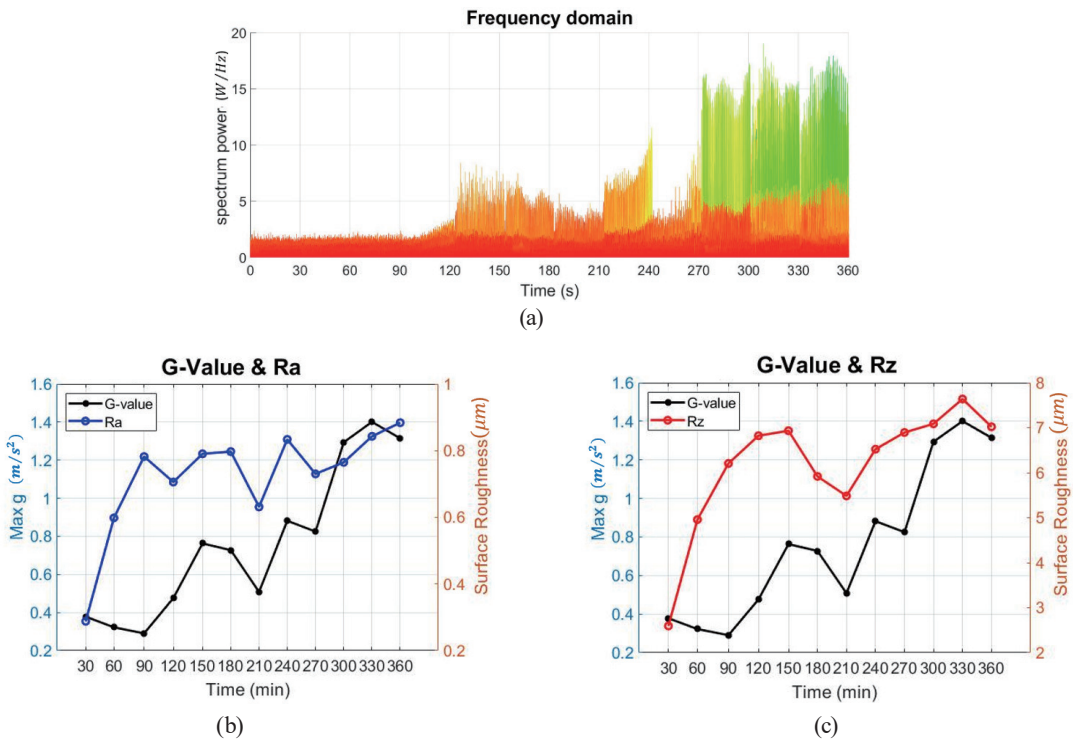 Frequency domain
spectrum power (W/Hz)
20
15
10
5
0
0 30 60 90 120 150 180 210 240 270 300 330 360
Time (s)
(a)
G-Value & Ra
G-value
Ra
Max g (m/s²)
1.6
1.4
1.2
1
0.8
0.6
0.4
0.2
Surface Roughness(μm)
1
0.8
0.6
0.4
0.2
30 60 90 120 150 180 210 240 270 300 330 360
Time (min)
(b)
G-Value & Rz
G-value
Rz
Max g (m/s²)
1.6
1.4
1.2
1
0.8
0.6
0.4
0.2
Surface Roughness (μm)
8
7
6
5
4
3
2
30 60 90 120 150 180 210 240 270 300 330 360
Time (min)
(c)